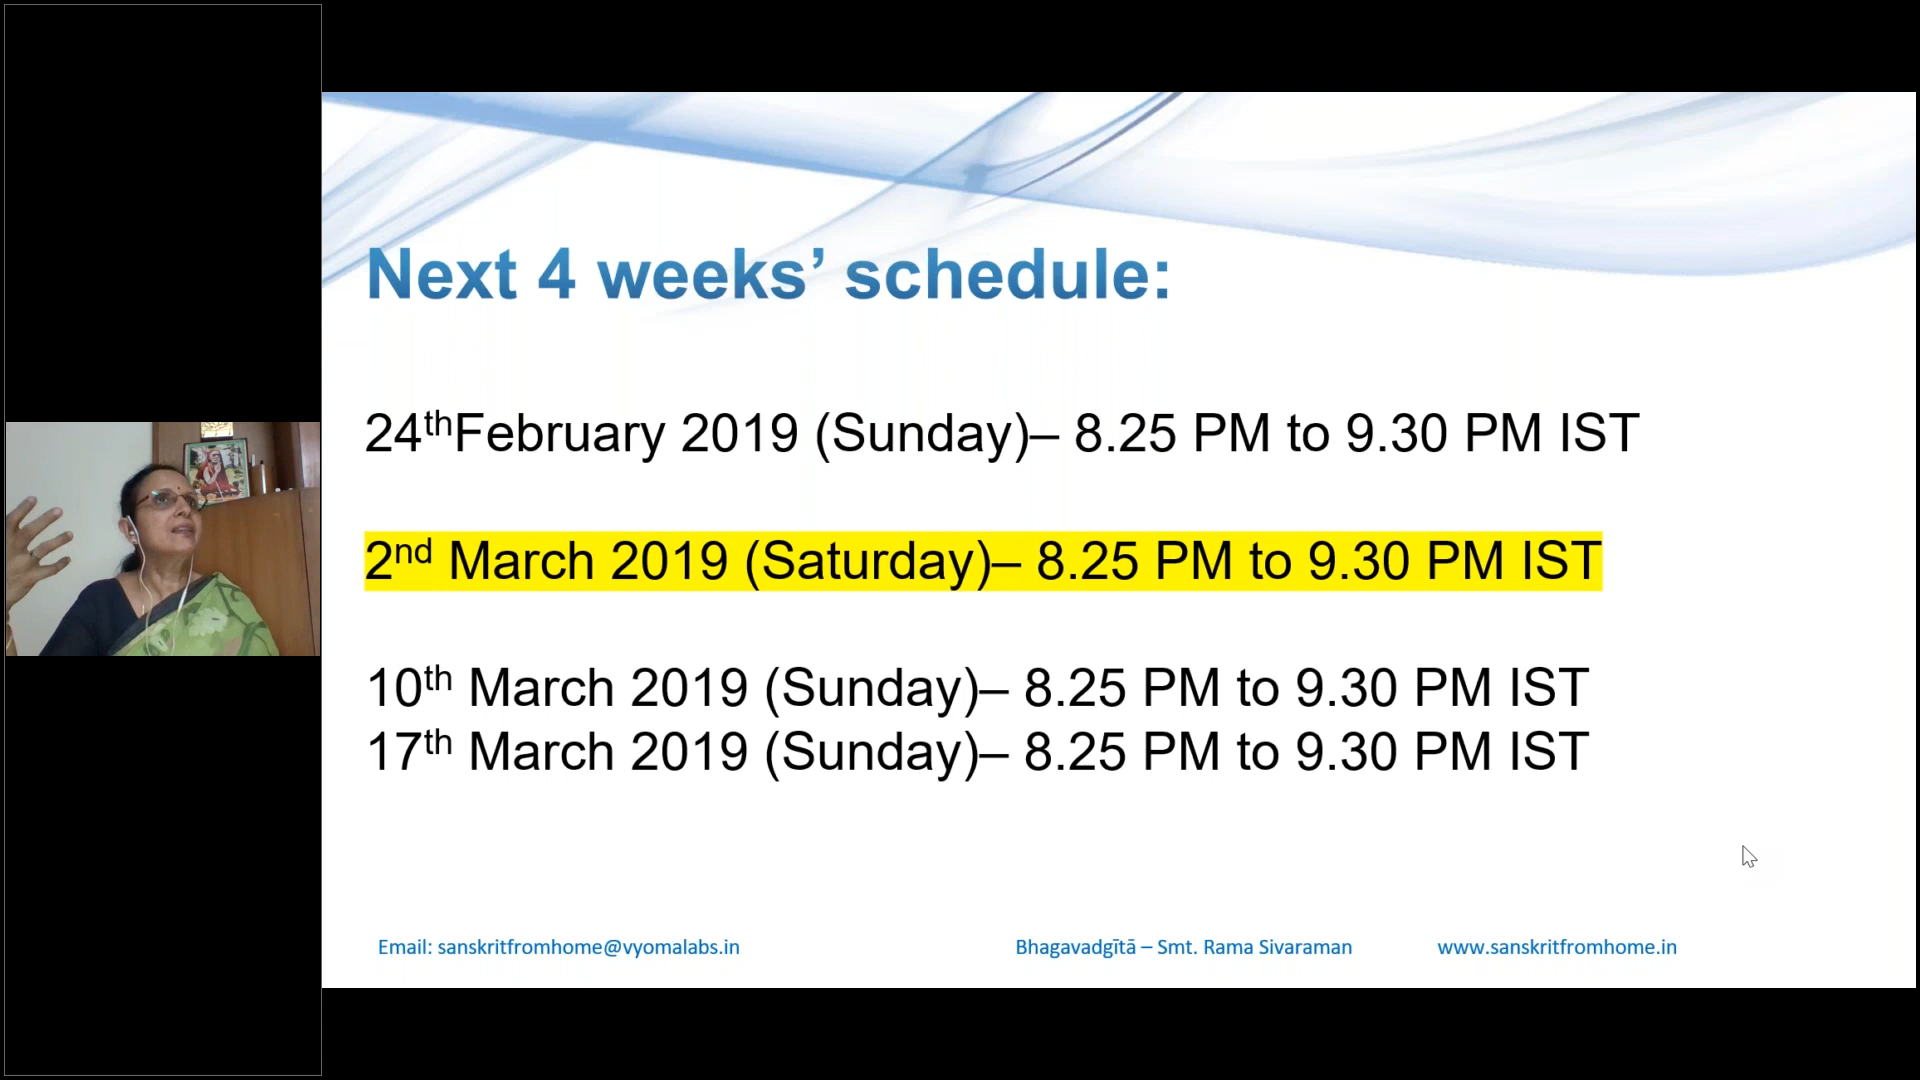 Next 4 weeks’ schedule:
24thFebruary 2019 (Sunday)– 8.25 PM to 9.30 PM IST
2nd March 2019 (Saturday)– 8.25 PM to 9.30 PM IST
10th March 2019 (Sunday)– 8.25 PM to 9.30 PM IST
17th March 2019 (Sunday)– 8.25 PM to 9.30 PM IST
Email: sanskritfromhome@vyomalabs.in
Bhagavadgītā – Smt. Rama Sivaraman
www.sanskritfromhome.in